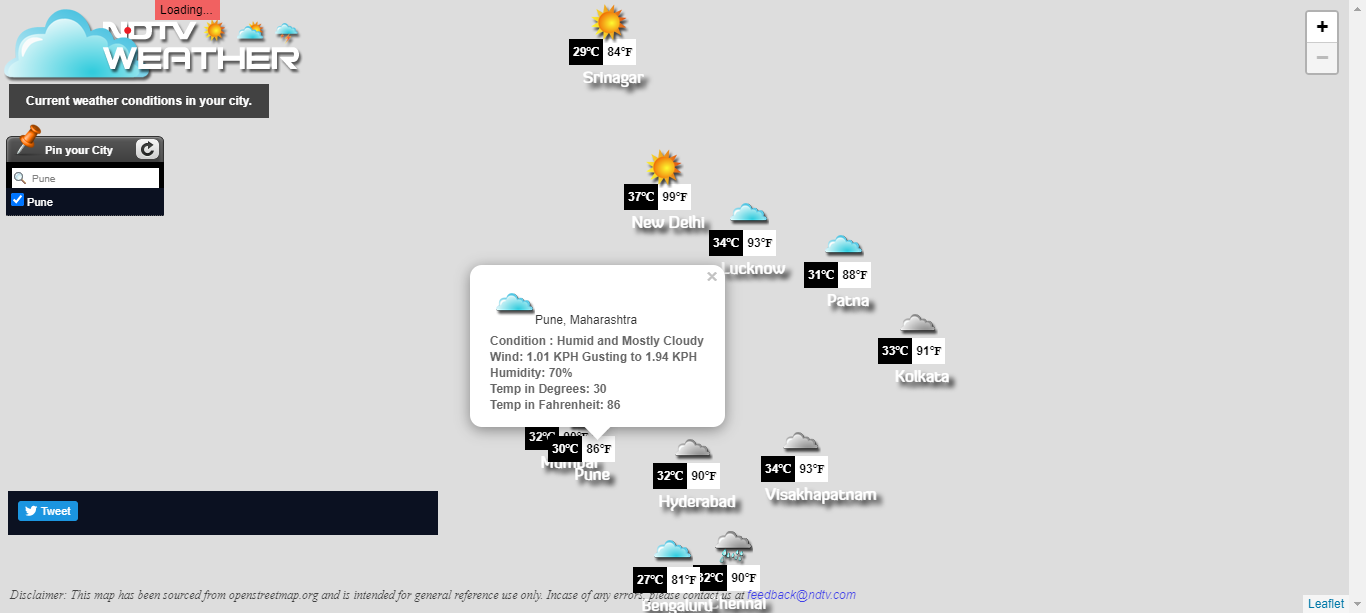 Loading...
NDTV
WEATHER
Current weather conditions in your city.
Pin your City
Pune
Pune
29°C 84°F
Srinagar
37°C 99°F
New Delhi
34°C 93°F
Lucknow
31°C 88°F
Patna
33°C 91°F
Kolkata
×
Pune, Maharashtra
Condition : Humid and Mostly Cloudy
Wind: 1.01 KPH Gusting to 1.94 KPH
Humidity: 70%
Temp in Degrees: 30
Temp in Fahrenheit: 86
32°C
Mumbai
30°C 86°F
Pune
32°C 90°F
Hyderabad
34°C 93°F
Visakhapatnam
Tweet
27°C 81°F
Bengaluru
32°C 90°F
Chennai
Disclaimer: This map has been sourced from openstreetmap.org and is intended for general reference use only. Incase of any errors, please contact us at feedback@ndtv.com
+
−
Leaflet